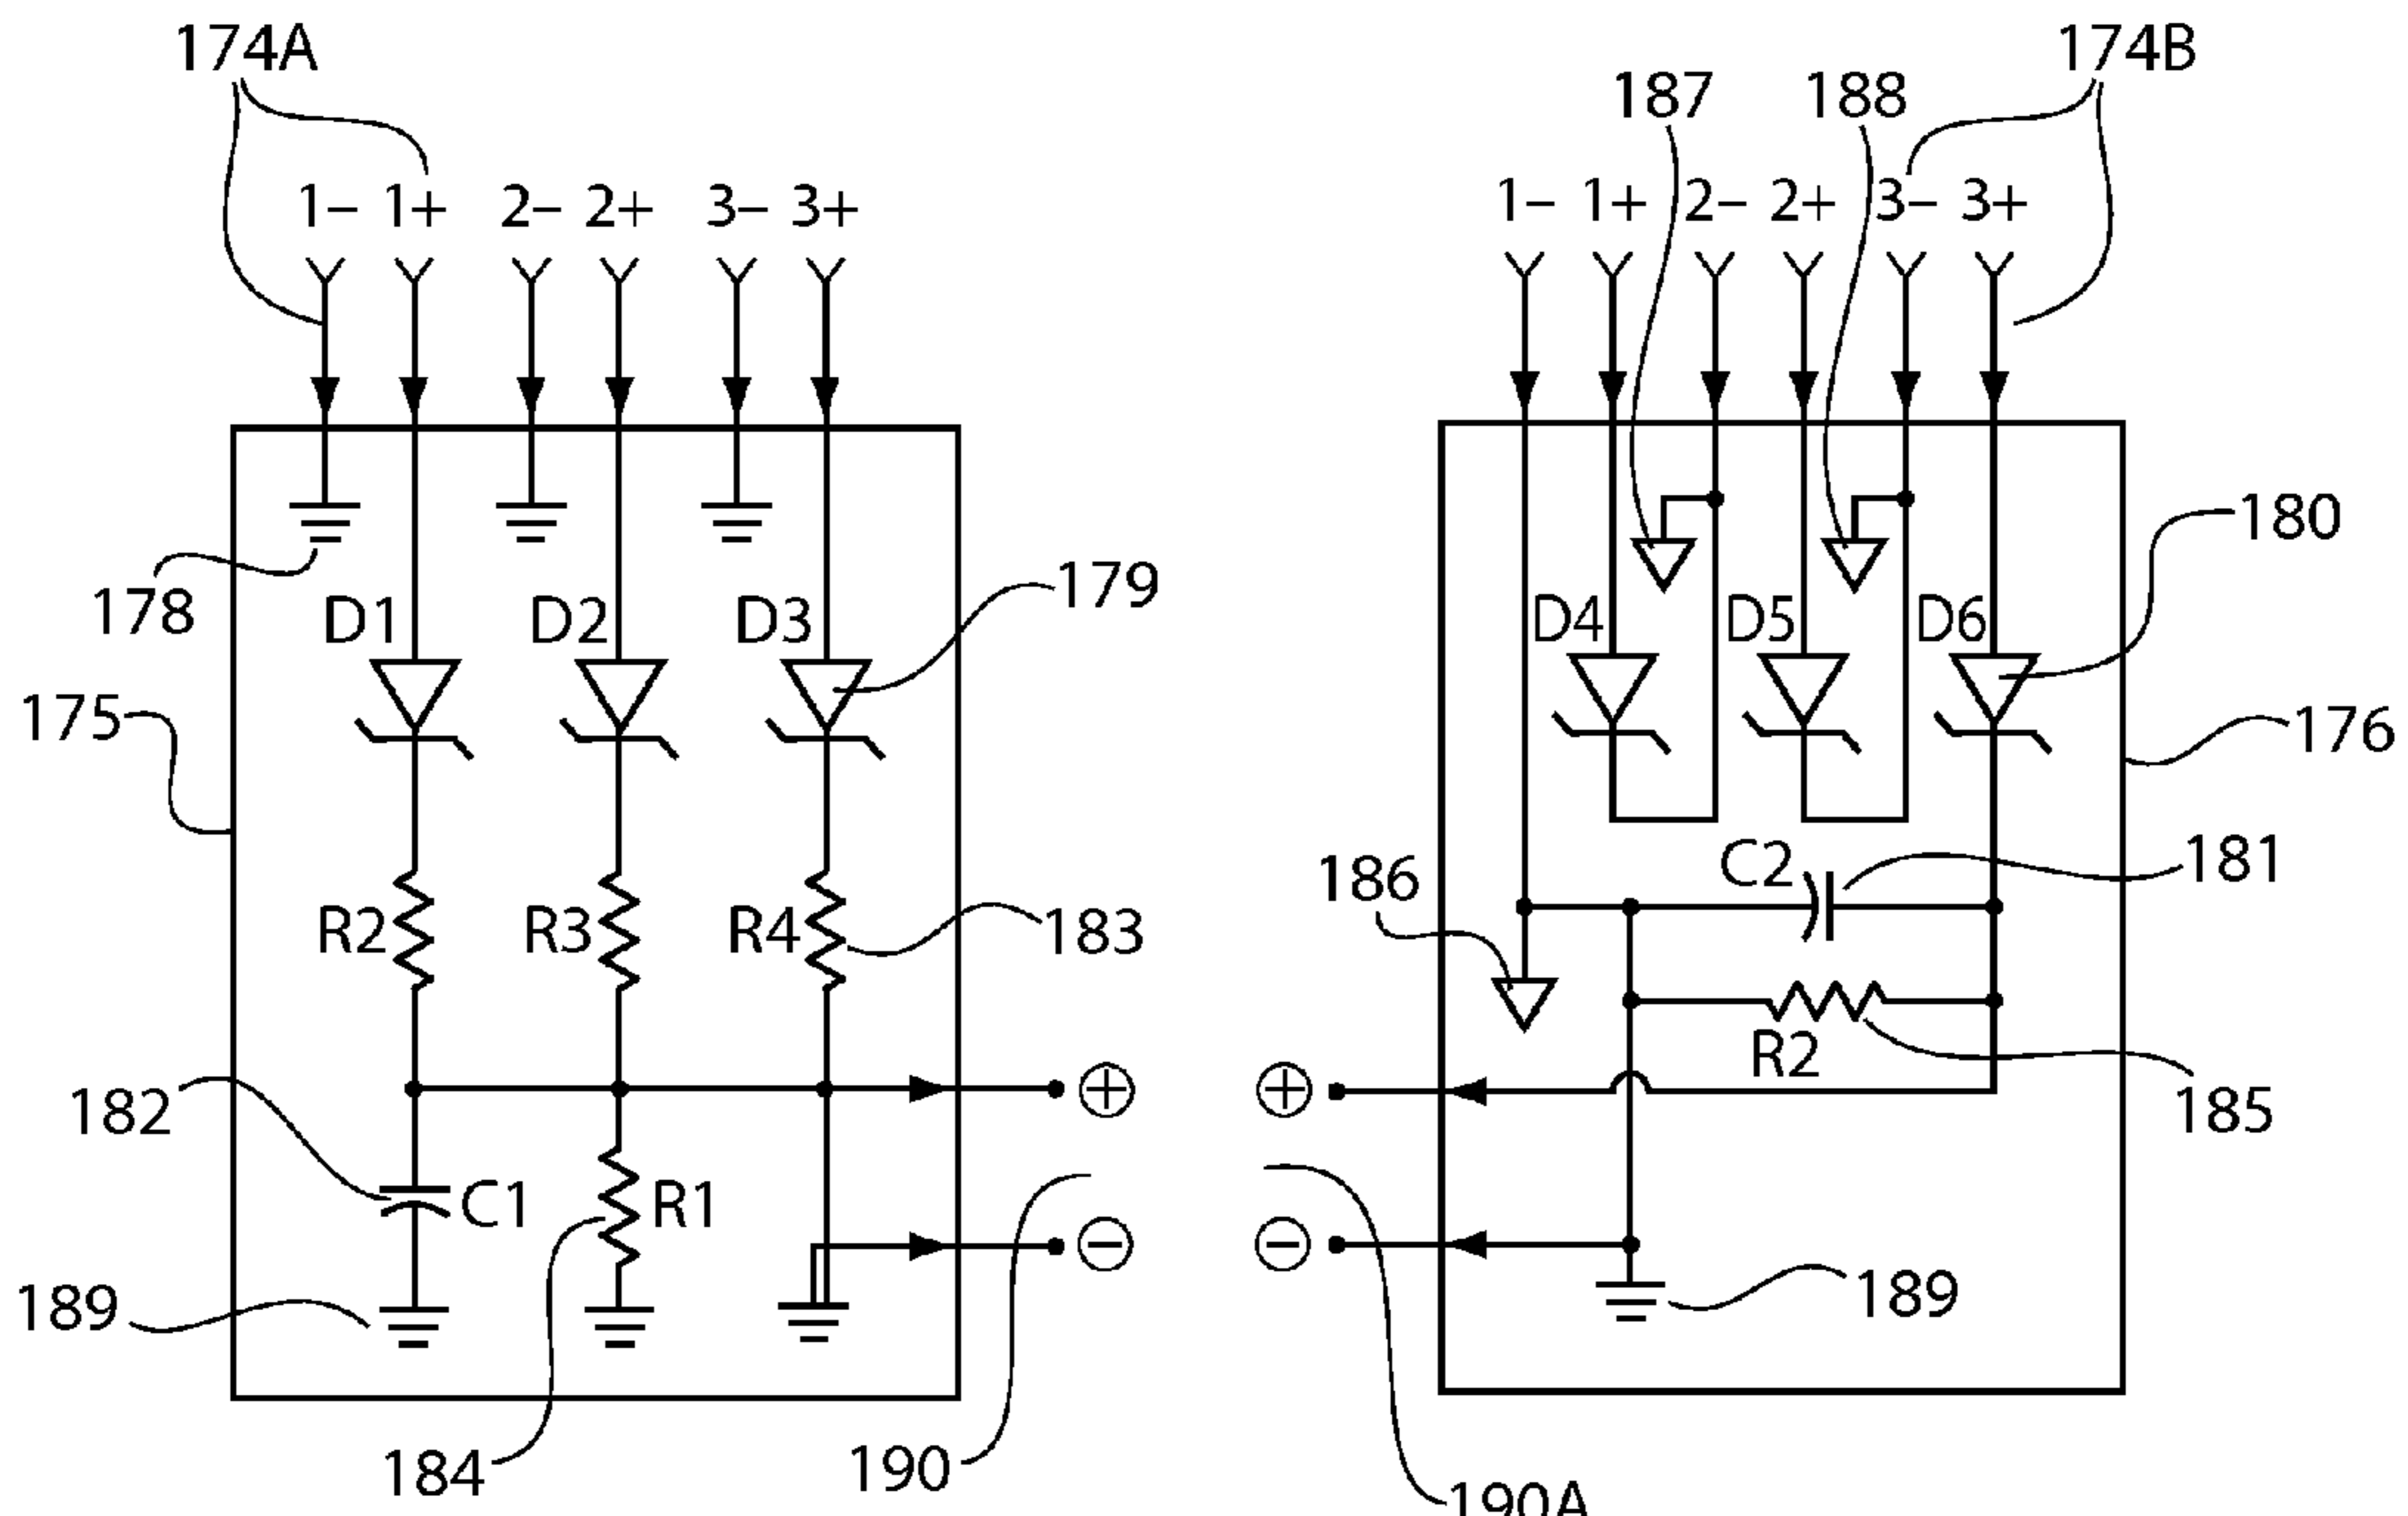 174A
174B
187
188
1– 1+ 2– 2+ 3– 3+
1– 1+ 2– 2+ 3– 3+
180
179
178
D1 D2 D3
D4 D5 D6
175
176
C2
181
186
R2 R3 R4
183
R2
185
+
+
182
C1
R1
–
–
189
189
184
190
190A